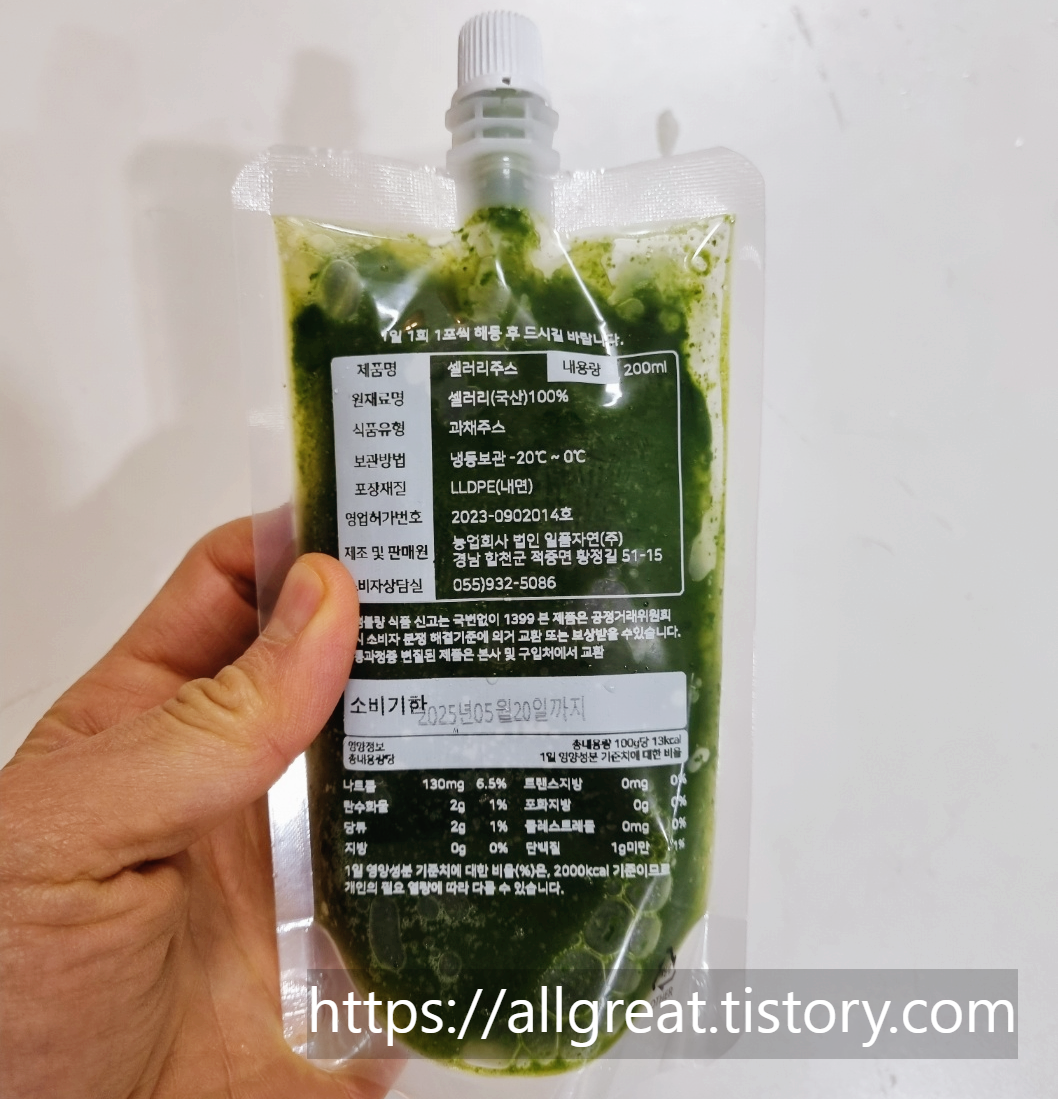 1일 1회 1포씩 해동 후 드시길 바랍니다.
제품명 셀러리주스 내용량 200ml
원재료명 셀러리(국산)100%
식품유형 과채주스
보관방법 냉동보관 -20℃ ~ 0℃
포장재질 LLDPE(내면)
영업허가번호 2023-0902014호
제조 및 판매원 농업회사 법인 일품자연(주)
경남 합천군 적중면 황정길 51-15
비자상담실 055)932-5086
불량 식품 신고는 국번없이 1399 본 제품은 공정거래위원회
소비자 분쟁 해결기준에 의거 교환 또는 보상받을 수있습니다.
변질된 제품은 본사 및 구입처에서 교환
소비기한 2025년05월20일까지
영양정보 총내용량 100g당 13kcal
총내용량당 1일 영양성분 기준치에 대한 비율
나트륨 130mg 6.5% 트랜스지방 0mg 0%
탄수화물 2g 1% 포화지방 0g 0%
당류 2g 1% 콜레스트레롤 0mg 0%
지방 0g 0% 단백질 1g미만 1%
1일 영양성분 기준치에 대한 비율(%)은, 2000kcal 기준이므로
개인의 필요 열량에 따라 다를 수 있습니다.
https://allgreat.tistory.com